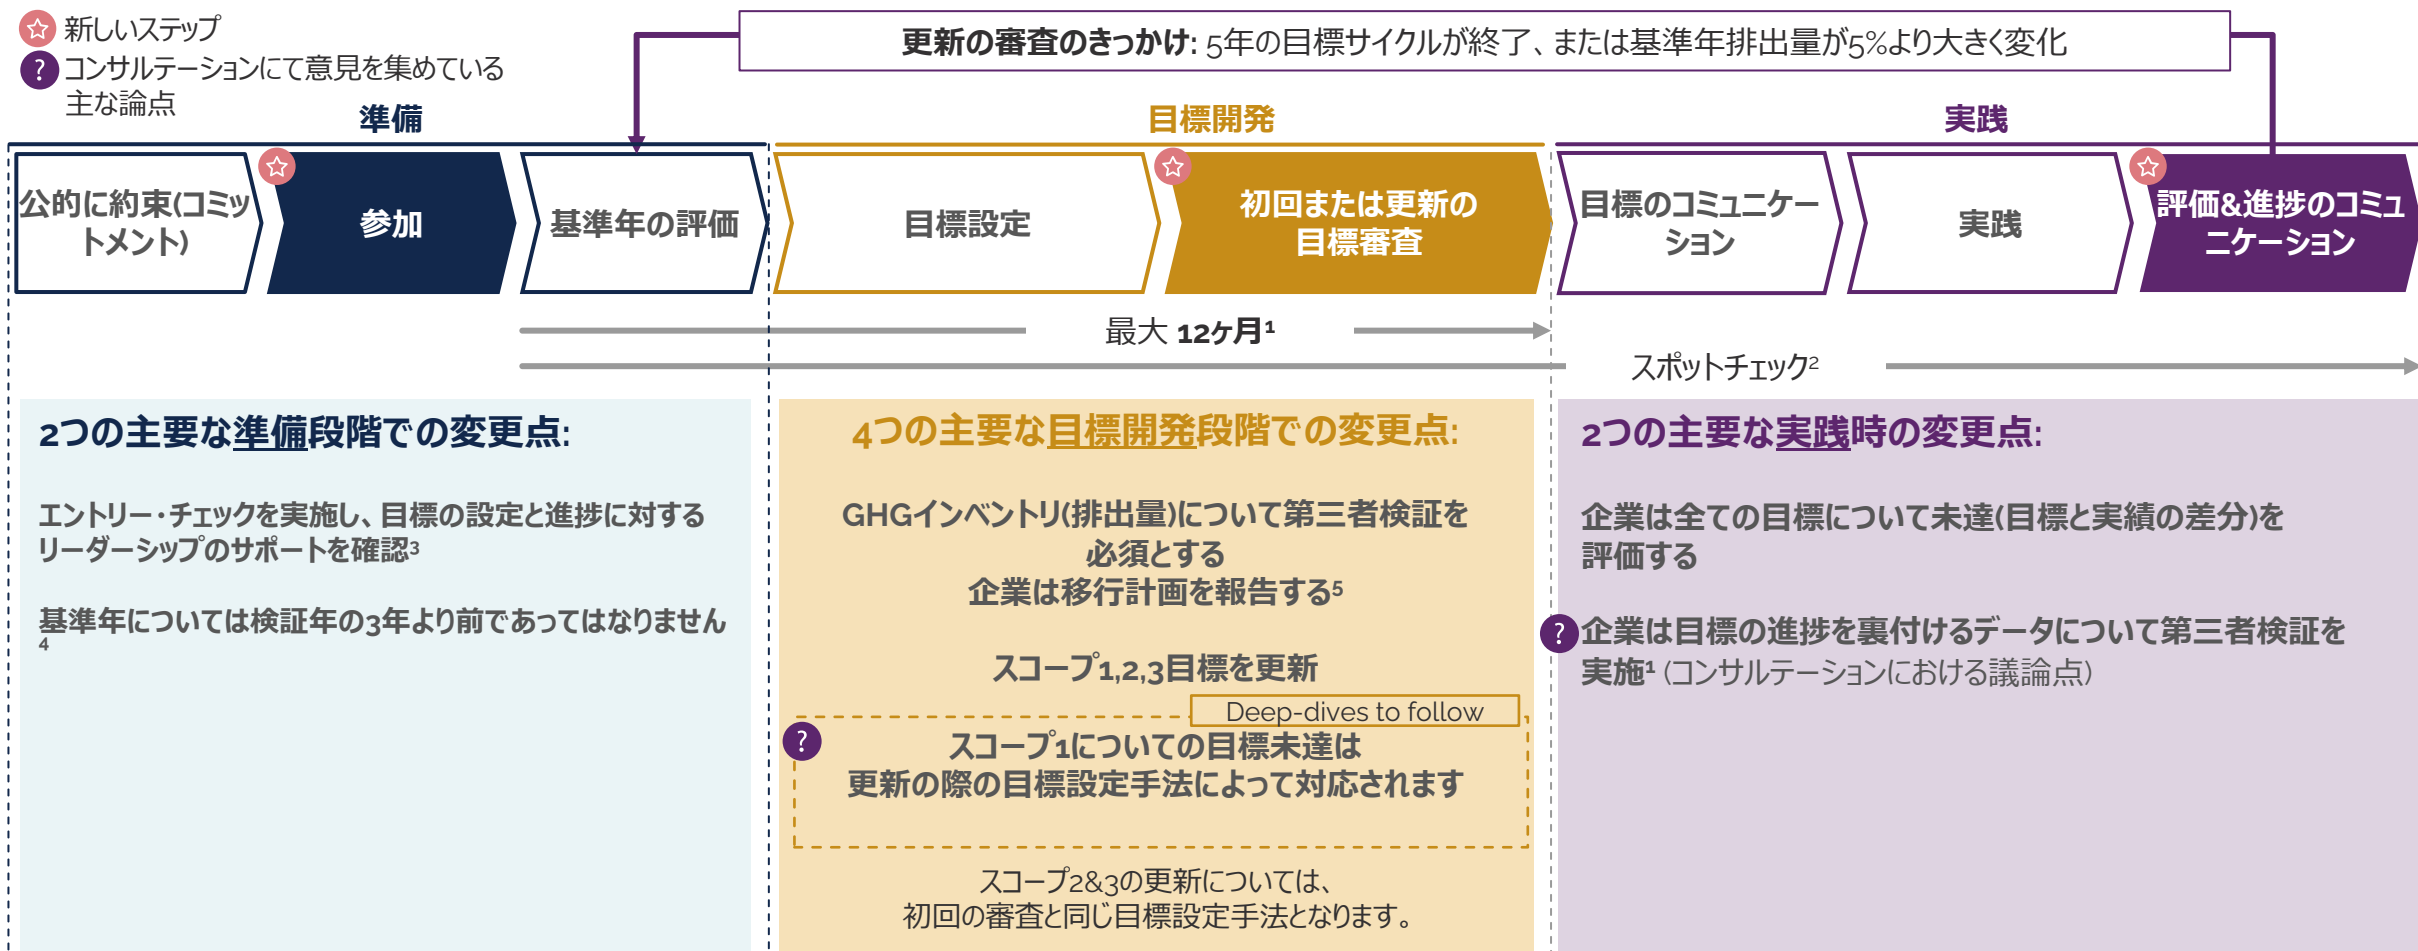 新しいステップ
? コンサルテーションにて意見を集めている
主な論点
更新の審査のきっかけ: 5年の目標サイクルが終了、または基準年排出量が5%より大きく変化
準備
目標開発
実践
公的に約束(コミッ
トメント)
参加
基準年の評価
目標設定
初回または更新の
目標審査
目標のコミュニケー
ション
実践
評価&進捗のコミュ
ニケーション
最大 12ヶ月¹
スポットチェック²
2つの主要な準備段階での変更点:
エントリー・チェックを実施し、目標の設定と進捗に対する
リーダーシップのサポートを確認³
基準年については検証年の3年より前であってはなりません
⁴
4つの主要な目標開発段階での変更点:
GHGインベントリ(排出量)について第三者検証を
必須とする
企業は移行計画を報告する⁵
スコープ1,2,3目標を更新
Deep-dives to follow
?
スコープ1についての目標未達は
更新の際の目標設定手法によって対応されます
スコープ2&3の更新については、
初回の審査と同じ目標設定手法となります。
2つの主要な実践時の変更点:
企業は全ての目標について未達(目標と実績の差分)を
評価する
? 企業は目標の進捗を裏付けるデータについて第三者検証を
実施¹ (コンサルテーションにおける議論点)